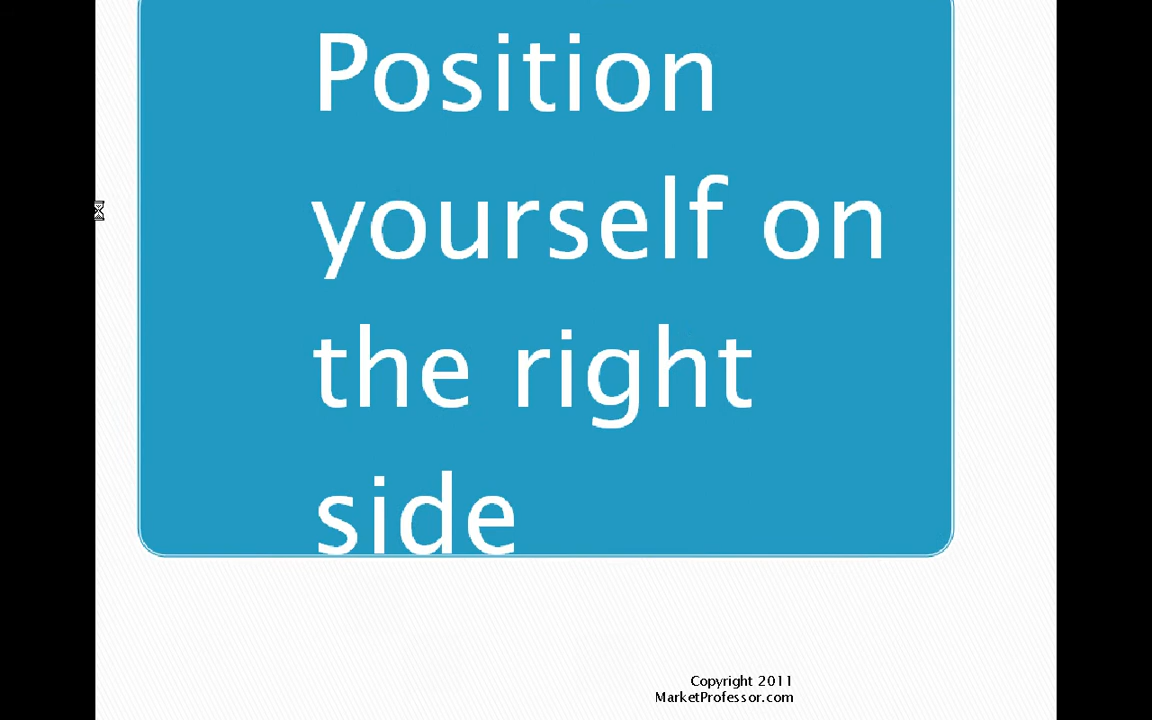 Position
yourself on
the right
side
Copyright 2011
MarketProfessor.com